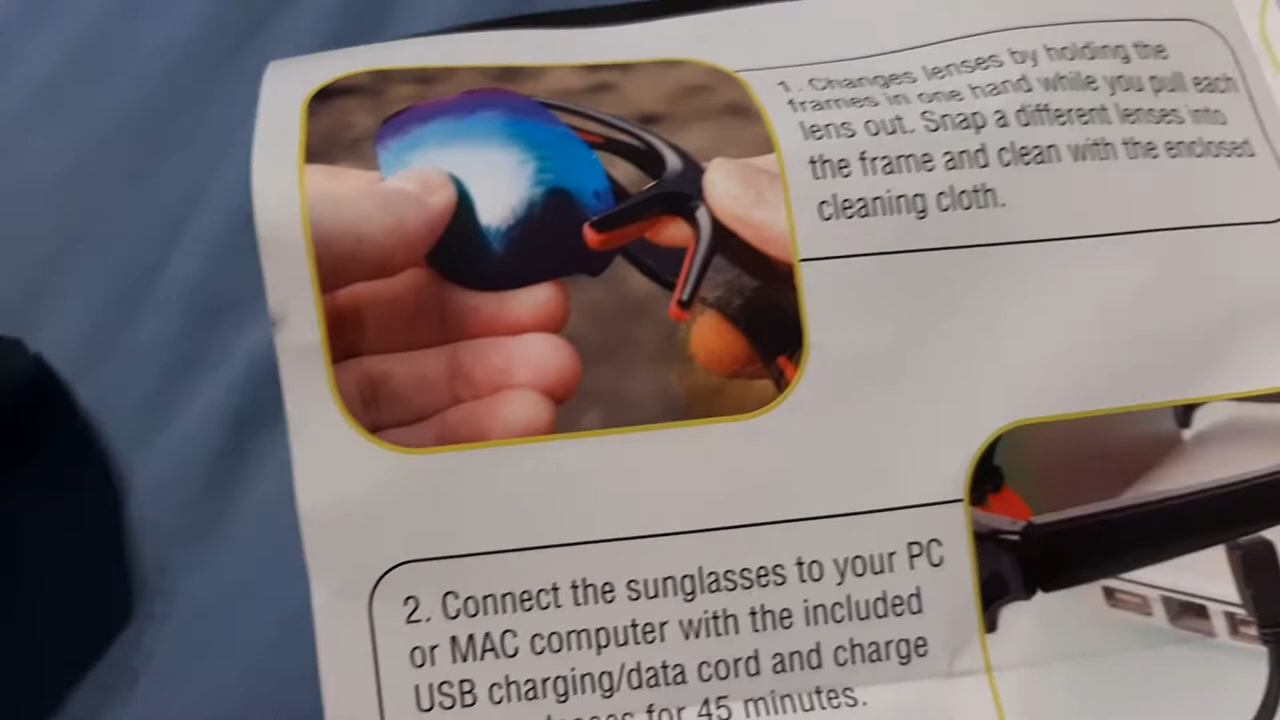 1. Changes lenses by holding the
frames in one hand while you pull each
lens out. Snap a different lenses into
the frame and clean with the enclosed
cleaning cloth.
2. Connect the sunglasses to your PC
or MAC computer with the included
USB charging/data cord and charge
for 45 minutes.